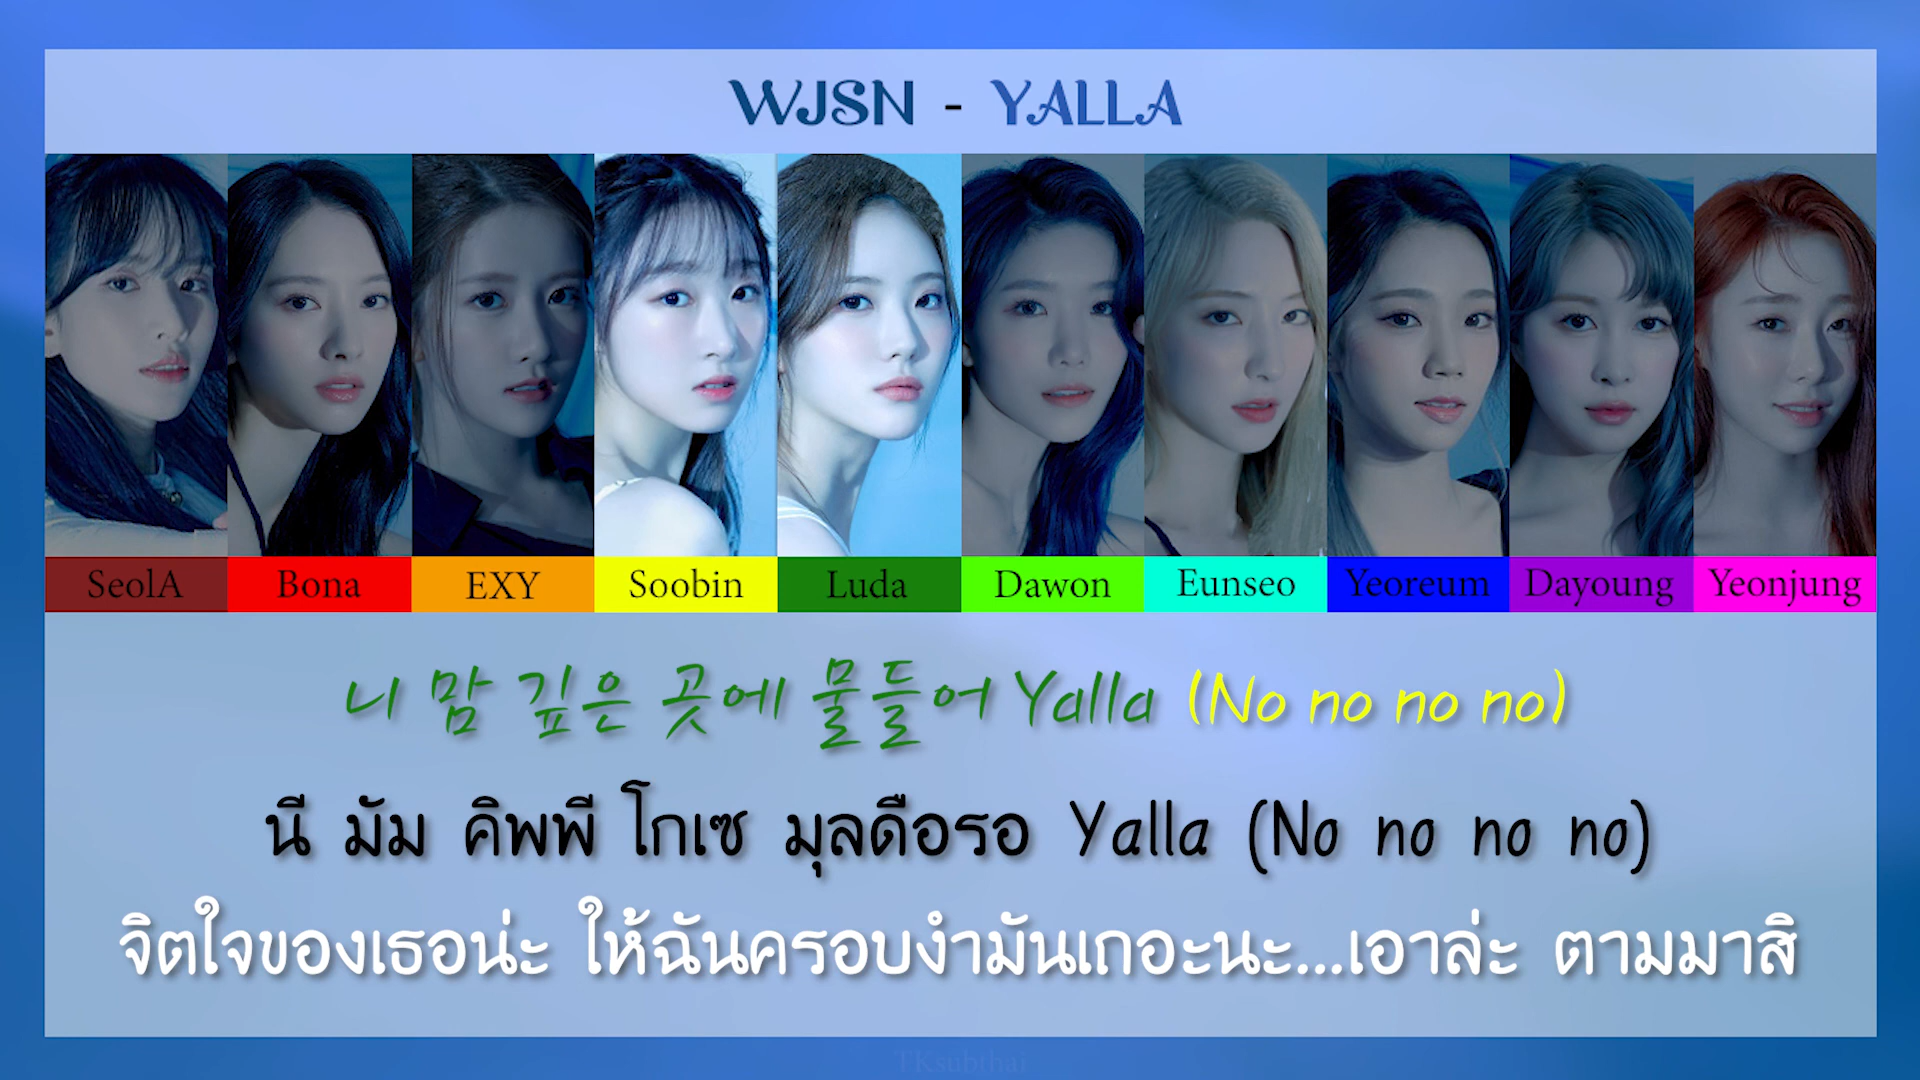 WJSN - YALLA
SeolA Bona EXY Soobin Luda Dawon Eunseo Yeoreum Dayoung Yeonjung
니 맘 깊은 곳에 물들어 Yalla (No no no no)
นี มัม คิพพี โกเซ มุลดือรอ Yalla (No no no no)
จิตใจของเธอน่ะ ให้ฉันครอบงำมันเถอะนะ...เอาล่ะ ตามมาสิ
TKsubthai